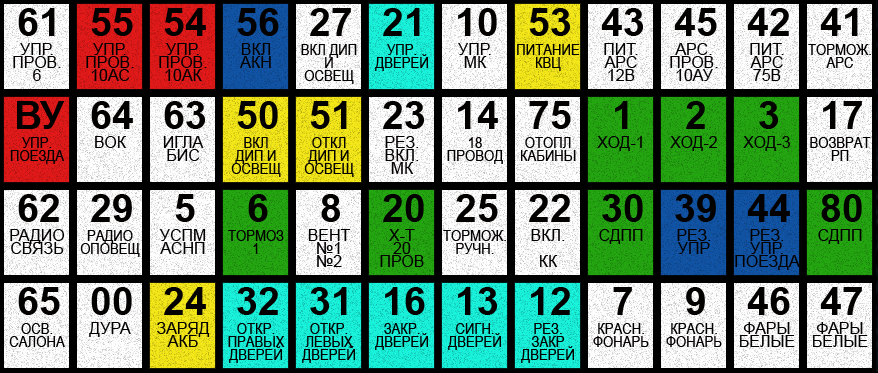 61 55 54 56 27 21 10 53 43 45 42 41
УПР. УПР. УПР. ВКЛ ВКЛ ДИП УПР. УПР. ПИТАНИЕ ПИТ. АРС ПИТ. ТОРМОЖ.
ПРОВ. ПРОВ. ПРОВ. АКН И ДВЕРЕЙ МК КВЦ АРС ПРОВ. АРС АРС
6 10АС 10АК ОСВЕЩ 12В 10АУ 75В
ВУ 64 63 50 51 23 14 75 1 2 3 17
УПР. ВОК ИГЛА ВКЛ ОТКЛ РЕЗ. 18 ОТОПЛ ХОД-1 ХОД-2 ХОД-3 ВОЗВРАТ
ПОЕЗДА БИС ДИП И ДИП И ВКЛ. ПРОВОД КАБИНЫ РП
ОСВЕЩ ОСВЕЩ МК
62 29 5 6 8 20 25 22 30 39 44 80
РАДИО РАДИО УСПМ ТОРМОЗ ВЕНТ Х-Т ТОРМОЖ. ВКЛ. СДПП РЕЗ. РЕЗ. СДПП
СВЯЗЬ ОПОВЕЩ АСНП 1 №1 20 РУЧН. УПР УПР.
№2 ПРОВ КК ПОЕЗДА
65 00 24 32 31 16 13 12 7 9 46 47
ОСВ. ДУРА ЗАРЯД ОТКР. ОТКР. ЗАКР. СИГН. РЕЗ. КРАСН. КРАСН. ФАРЫ ФАРЫ
САЛОНА АКБ ПРАВЫХ ЛЕВЫХ ДВЕРЕЙ ДВЕРЕЙ ЗАКР. ФОНАРЬ ФОНАРЬ БЕЛЫЕ БЕЛЫЕ
ДВЕРЕЙ ДВЕРЕЙ ДВЕРЕЙ